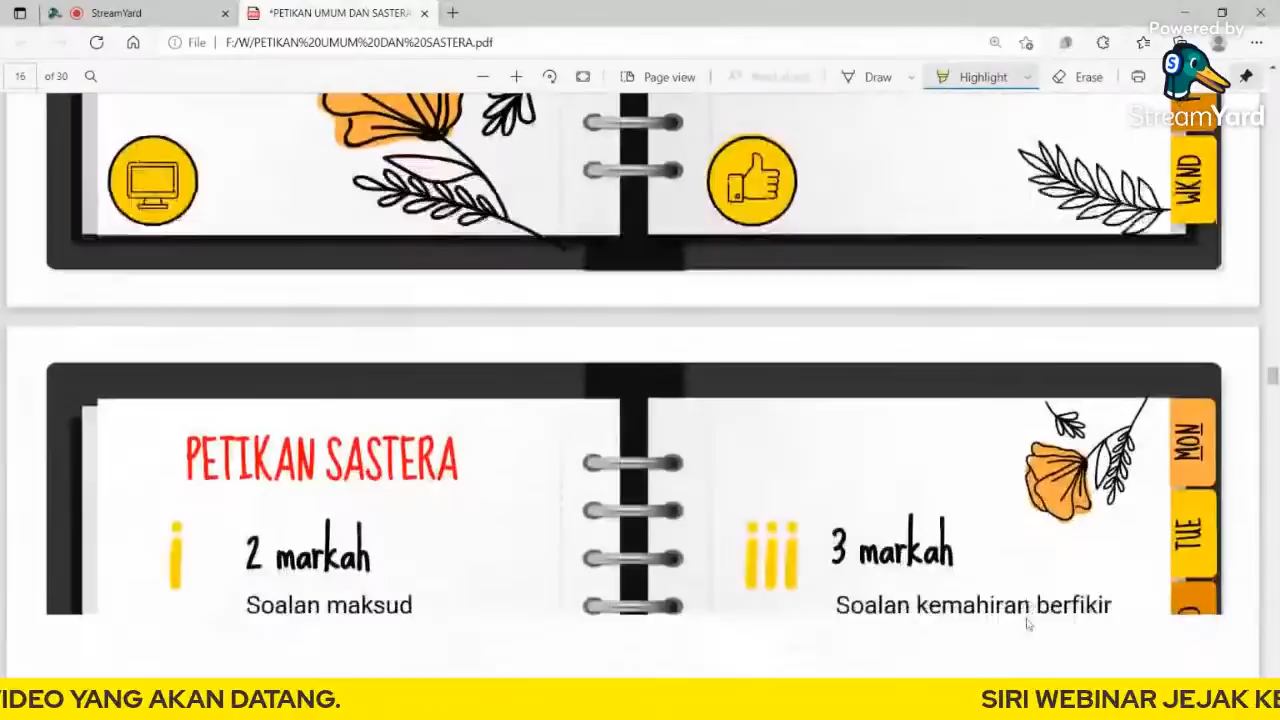 StreamYard
*PETIKAN UMUM DAN SASTERA
Powered by
File
F:/W/PETIKAN%20UMUM%20DAN%20SASTERA.pdf
16 of 30
Page view
Draw
Highlight
Erase
StreamYard
WKND
PETIKAN SASTERA
MON
i
2 markah
Soalan maksud
iii
3 markah
Soalan kemahiran berfikir
TUE
VIDEO YANG AKAN DATANG.
SIRI WEBINAR JEJAK KE